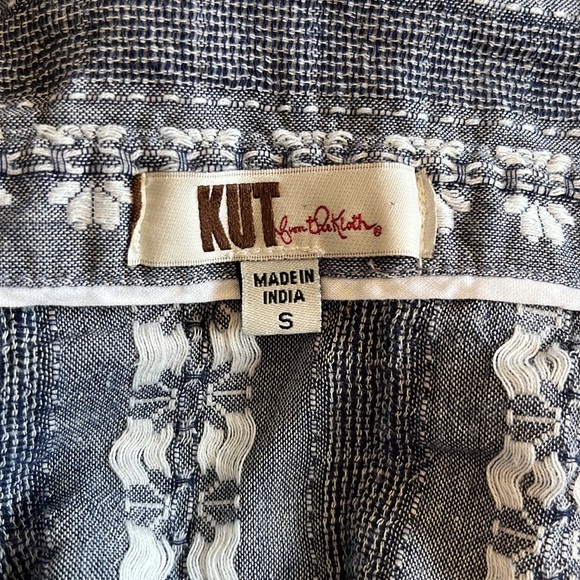 KUT from the Kloth®
MADE IN
INDIA
S